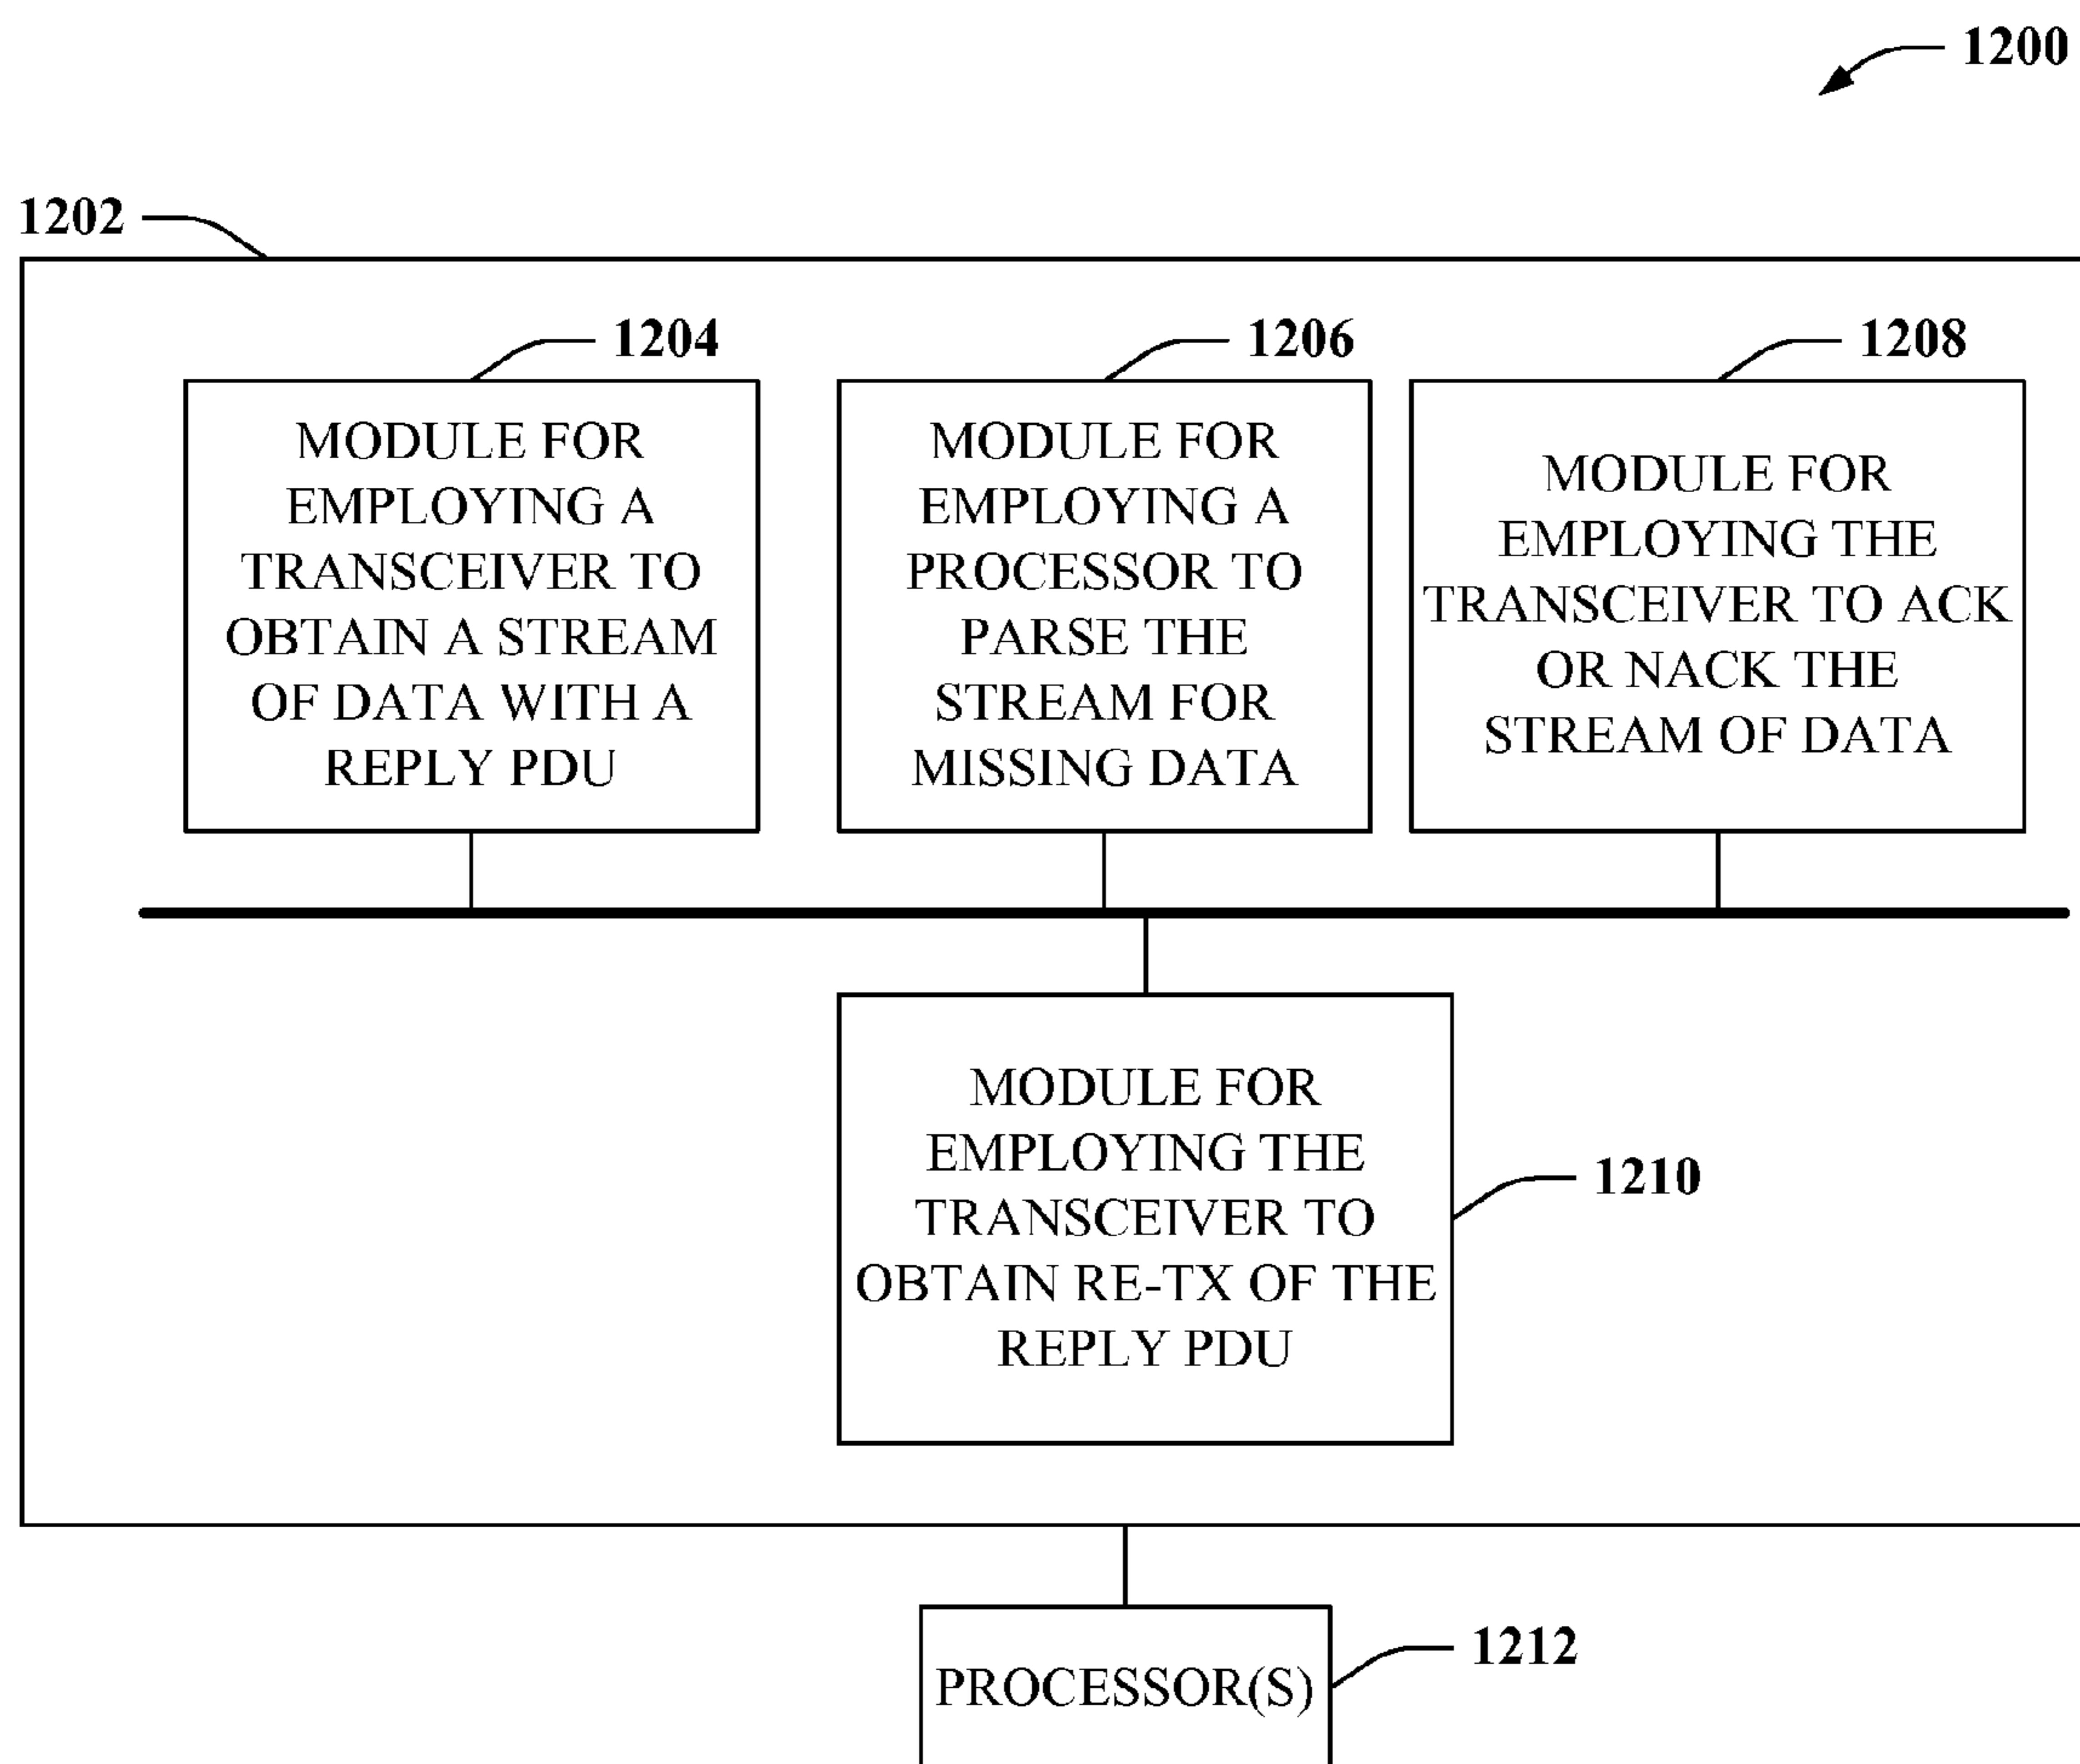 1200
1202
1204
1206
1208
MODULE FOR
EMPLOYING A
TRANSCEIVER TO
OBTAIN A STREAM
OF DATA WITH A
REPLY PDU
MODULE FOR
EMPLOYING A
PROCESSOR TO
PARSE THE
STREAM FOR
MISSING DATA
MODULE FOR
EMPLOYING THE
TRANSCEIVER TO ACK
OR NACK THE
STREAM OF DATA
MODULE FOR
EMPLOYING THE
TRANSCEIVER TO
OBTAIN RE-TX OF THE
REPLY PDU
1210
PROCESSOR(S)
1212